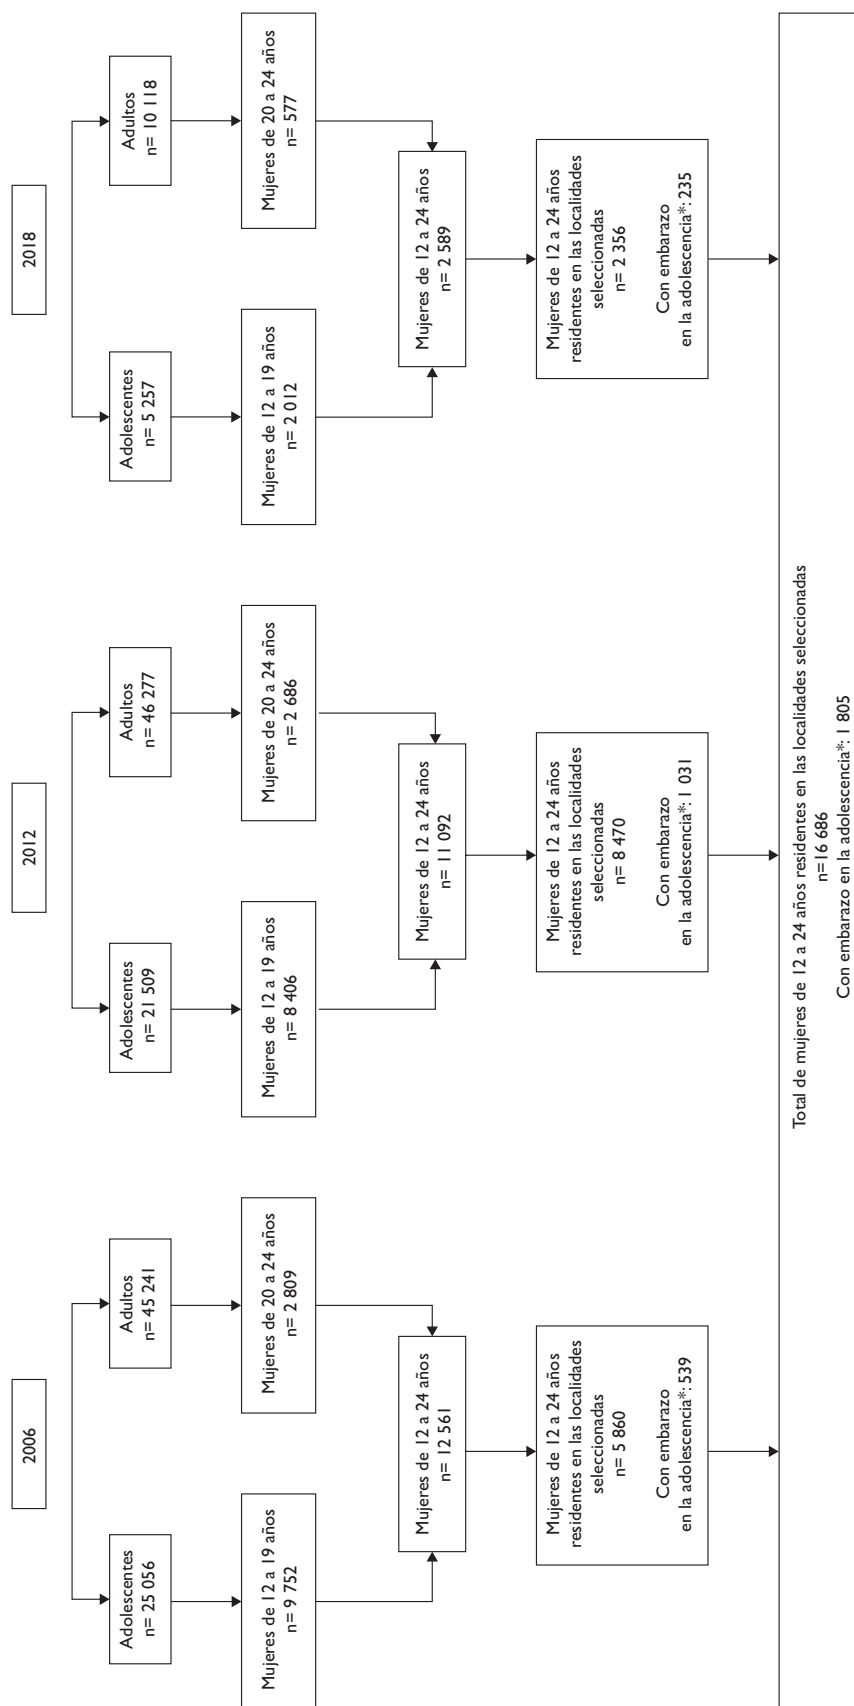 2006
Adolescentes
n= 25 056
Adultos
n= 45 241
Mujeres de 12 a 19 años
n= 9 752
Mujeres de 20 a 24 años
n= 2 809
Mujeres de 12 a 24 años
n= 12 561
Mujeres de 12 a 24 años
residentes en las localidades
seleccionadas
n= 5 860
Con embarazo
en la adolescencia*: 539
2012
Adolescentes
n= 21 509
Adultos
n= 46 277
Mujeres de 12 a 19 años
n= 8 406
Mujeres de 20 a 24 años
n= 2 686
Mujeres de 12 a 24 años
n= 11 092
Mujeres de 12 a 24 años
residentes en las localidades
seleccionadas
n= 8 470
Con embarazo
en la adolescencia*: 1 031
2018
Adolescentes
n= 5 257
Adultos
n= 10 118
Mujeres de 12 a 19 años
n= 2 012
Mujeres de 20 a 24 años
n= 577
Mujeres de 12 a 24 años
n= 2 589
Mujeres de 12 a 24 años
residentes en las localidades
seleccionadas
n= 2 356
Con embarazo
en la adolescencia*: 235
Total de mujeres de 12 a 24 años residentes en las localidades seleccionadas
n=16 686
Con embarazo en la adolescencia*: 1 805